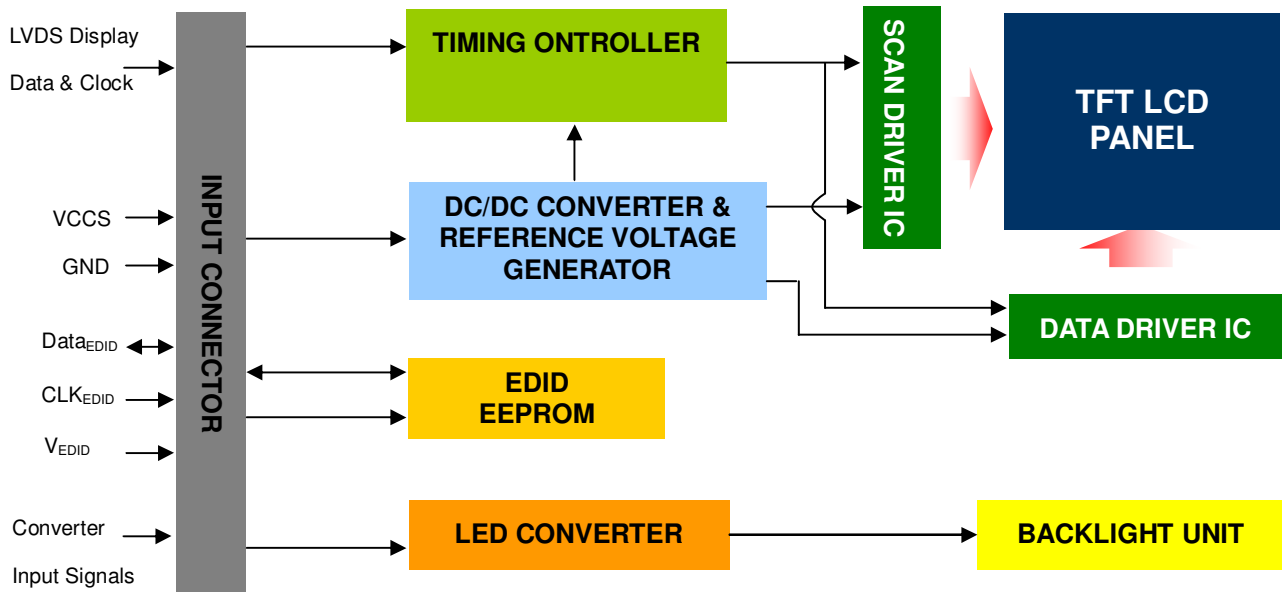 LVDS Display
Data & Clock
VCCS
GND
DataEDID
CLKEDID
VEDID
Converter
Input Signals
INPUT CONNECTOR
TIMING ONTROLLER
DC/DC CONVERTER &
REFERENCE VOLTAGE
GENERATOR
EDID
EEPROM
LED CONVERTER
SCAN DRIVER IC
TFT LCD
PANEL
DATA DRIVER IC
BACKLIGHT UNIT